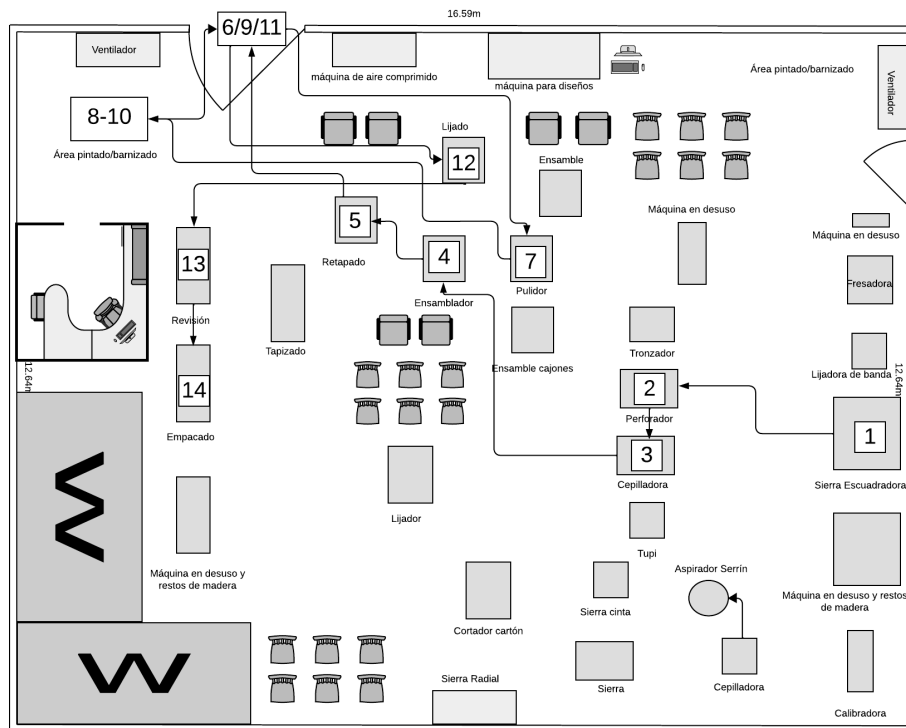 16.59m
6/9/11
Ventilador
máquina de aire comprimido
máquina para diseños
Área pintado/barnizado
Ventilador
8-10
Área pintado/barnizado
Lijado
12
Ensamble
Máquina en desuso
Máquina en desuso
5
Retapado
4
Ensamblador
7
Pulidor
13
Revisión
Fresadora
Tapizado
Ensamble cajones
Tronzador
Lijadora de banda
12.64m
12.64m
14
Empacado
2
Perforador
1
Sierra Escuadradora
3
Cepilladora
Lijador
Tupi
Máquina en desuso y
restos de madera
Aspirador Serrín
Máquina en desuso y restos
de madera
Cortador cartón
Sierra cinta
W
W
Sierra Radial
Sierra
Cepilladora
Calibradora